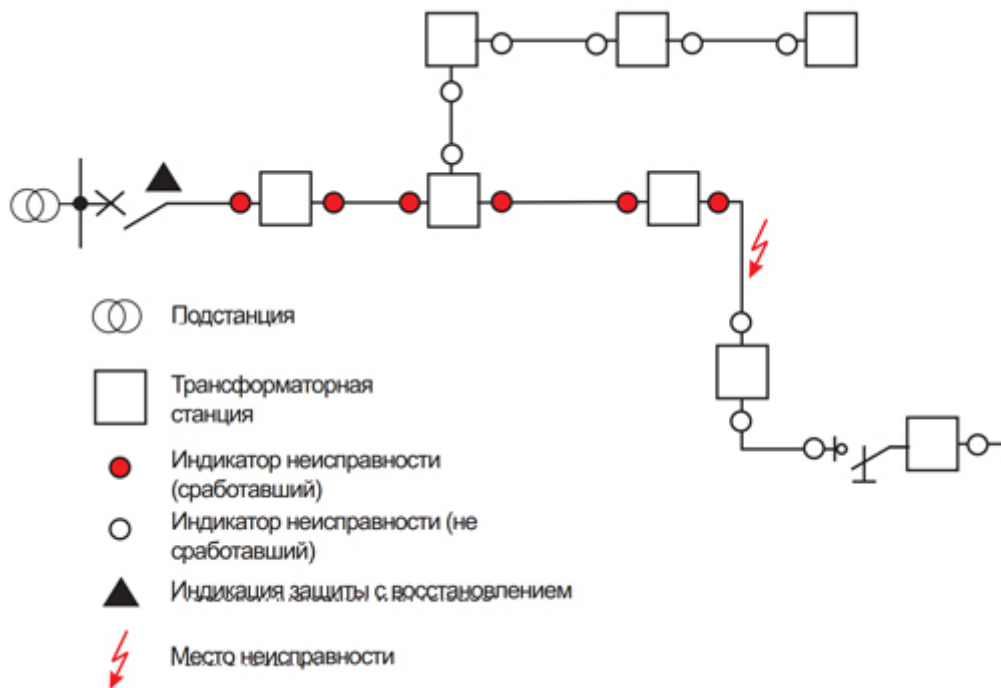 Подстанция
Трансформаторная
станция
Индикатор неисправности
(сработавший)
Индикатор неисправности (не
сработавший)
Индикация защиты с восстановлением
Место неисправности